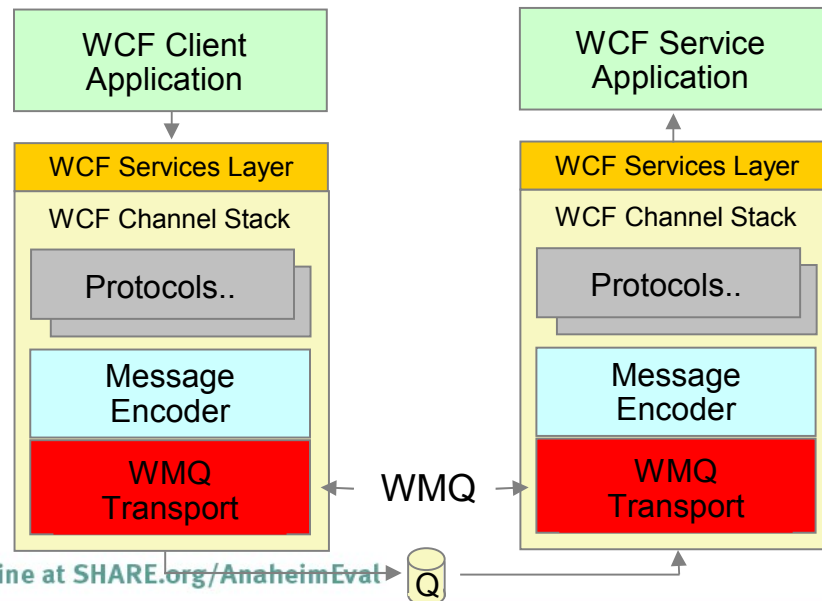 WCF Client
Application
WCF Services Layer
WCF Channel Stack
Protocols..
Message
Encoder
WMQ
Transport
WCF Service
Application
WCF Services Layer
WCF Channel Stack
Protocols..
Message
Encoder
WMQ
Transport
WMQ
ine at SHARE.org/AnaheimEval
Q